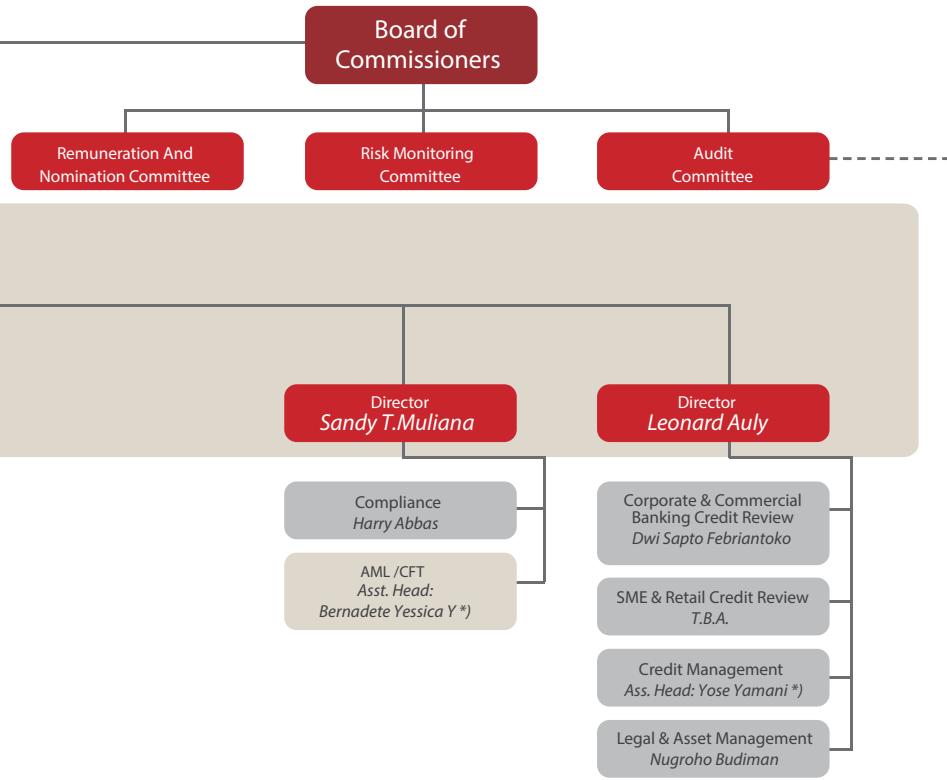 Board of
Commissioners
Remuneration And
Nomination Committee
Risk Monitoring
Committee
Audit
Committee
Director
Sandy T.Muliana
Director
Leonard Auly
Compliance
Harry Abbas
AML /CFT
Asst. Head:
Bernadete Yessica Y *)
Corporate & Commercial
Banking Credit Review
Dwi Sapto Febriantoko
SME & Retail Credit Review
T.B.A.
Credit Management
Ass. Head: Yose Yamani *)
Legal & Asset Management
Nugroho Budiman